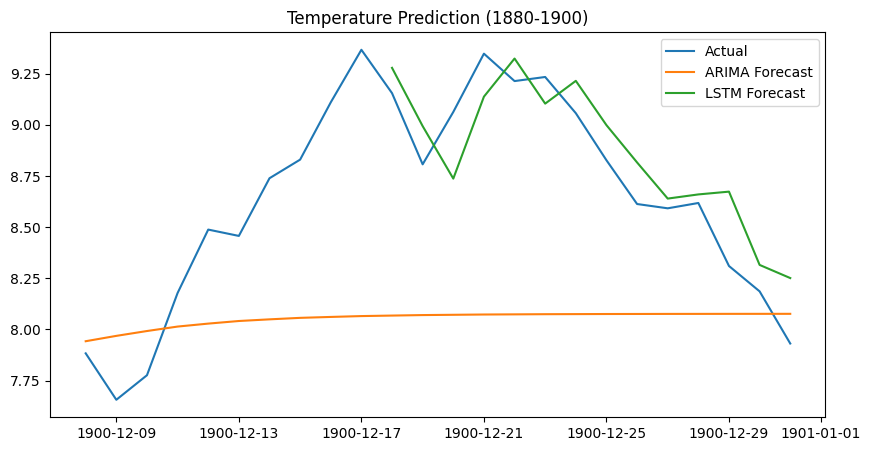 Temperature Prediction (1880-1900)
Actual
ARIMA Forecast
LSTM Forecast
9.25
9.00
8.75
8.50
8.25
8.00
7.75
1900-12-09 1900-12-13 1900-12-17 1900-12-21 1900-12-25 1900-12-29 1901-01-01